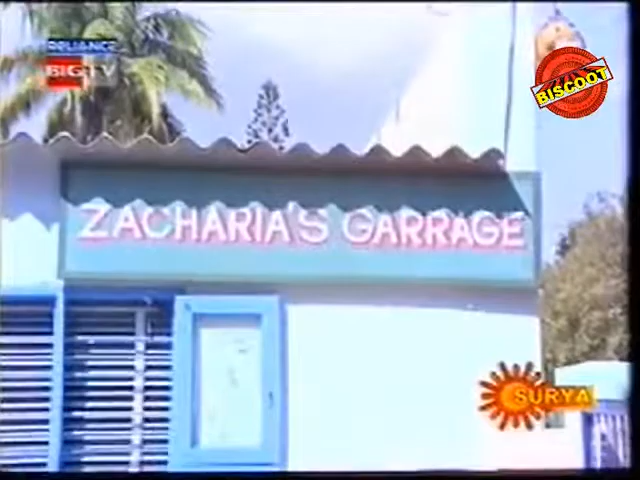 RELIANCE
BIG TV
BISCOOT
ZACHARIA'S GARRAGE
SURYA